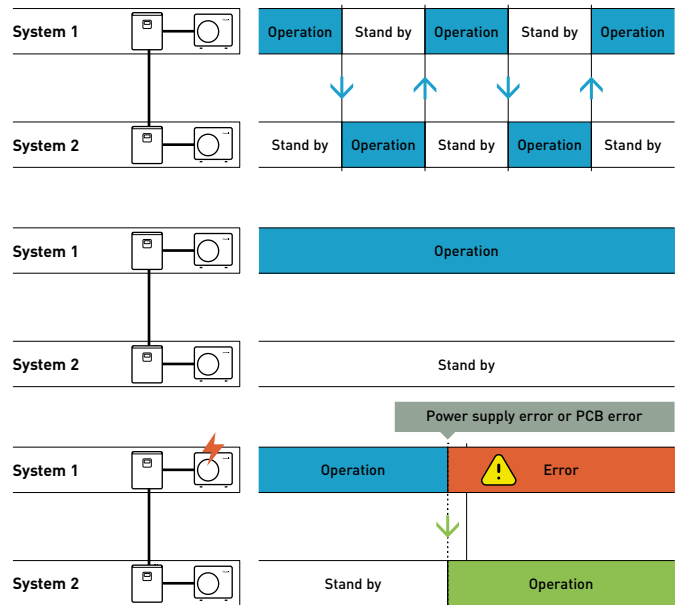 System 1 Operation Stand by Operation Stand by Operation
System 2 Stand by Operation Stand by Operation Stand by
System 1 Operation
System 2 Stand by
Power supply error or PCB error
System 1 Operation Error
System 2 Stand by Operation